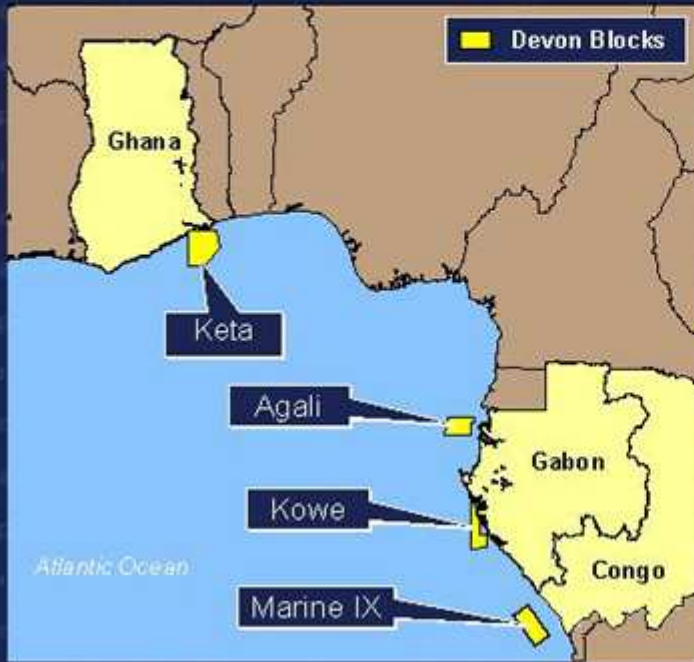 Devon Blocks
Ghana
Keta
Agali
Gabon
Kowe
Atlantic Ocean
Congo
Marine IX